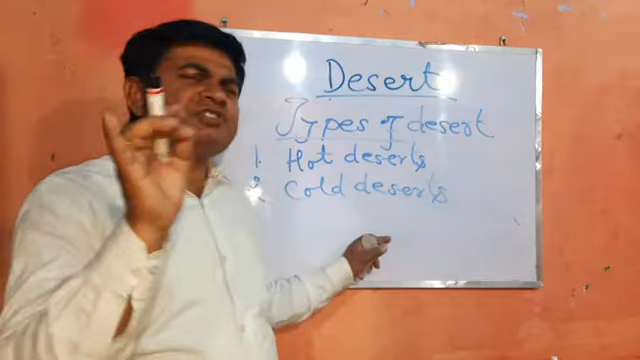 Desert
Types of desert
1. Hot deserts
2. Cold deserts